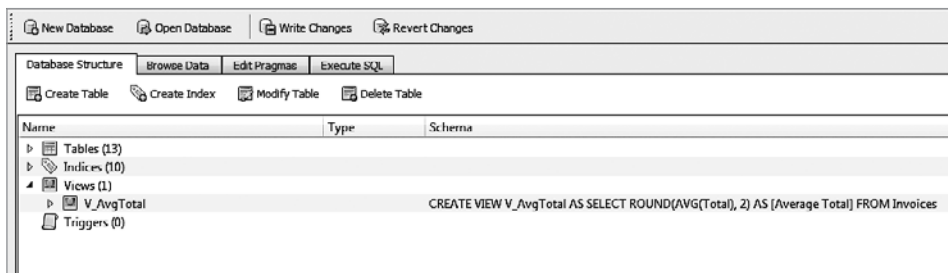 New Database Open Database Write Changes Revert Changes
Database Structure Browse Data Edit Pragmas Execute SQL
Create Table Create Index Modify Table Delete Table
Name Type Schema
Tables (13)
Indices (10)
Views (1)
V_AvgTotal CREATE VIEW V_AvgTotal AS SELECT ROUND(AVG(Total), 2) AS [Average Total] FROM Invoices
Triggers (0)